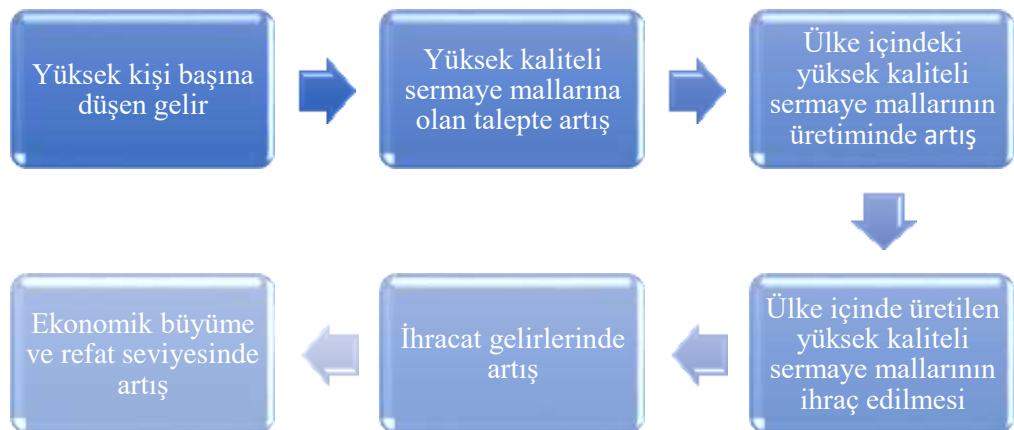 Yüksek kişi başına
düşen gelir
Yüksek kaliteli
sermaye mallarına
olan talepte artış
Ülke içindeki
yüksek kaliteli
sermaye mallarının
üretiminde artış
Ülke içinde üretilen
yüksek kaliteli
sermaye mallarının
ihraç edilmesi
İhracat gelirlerinde
artış
Ekonomik büyüme
ve refat seviyesinde
artış